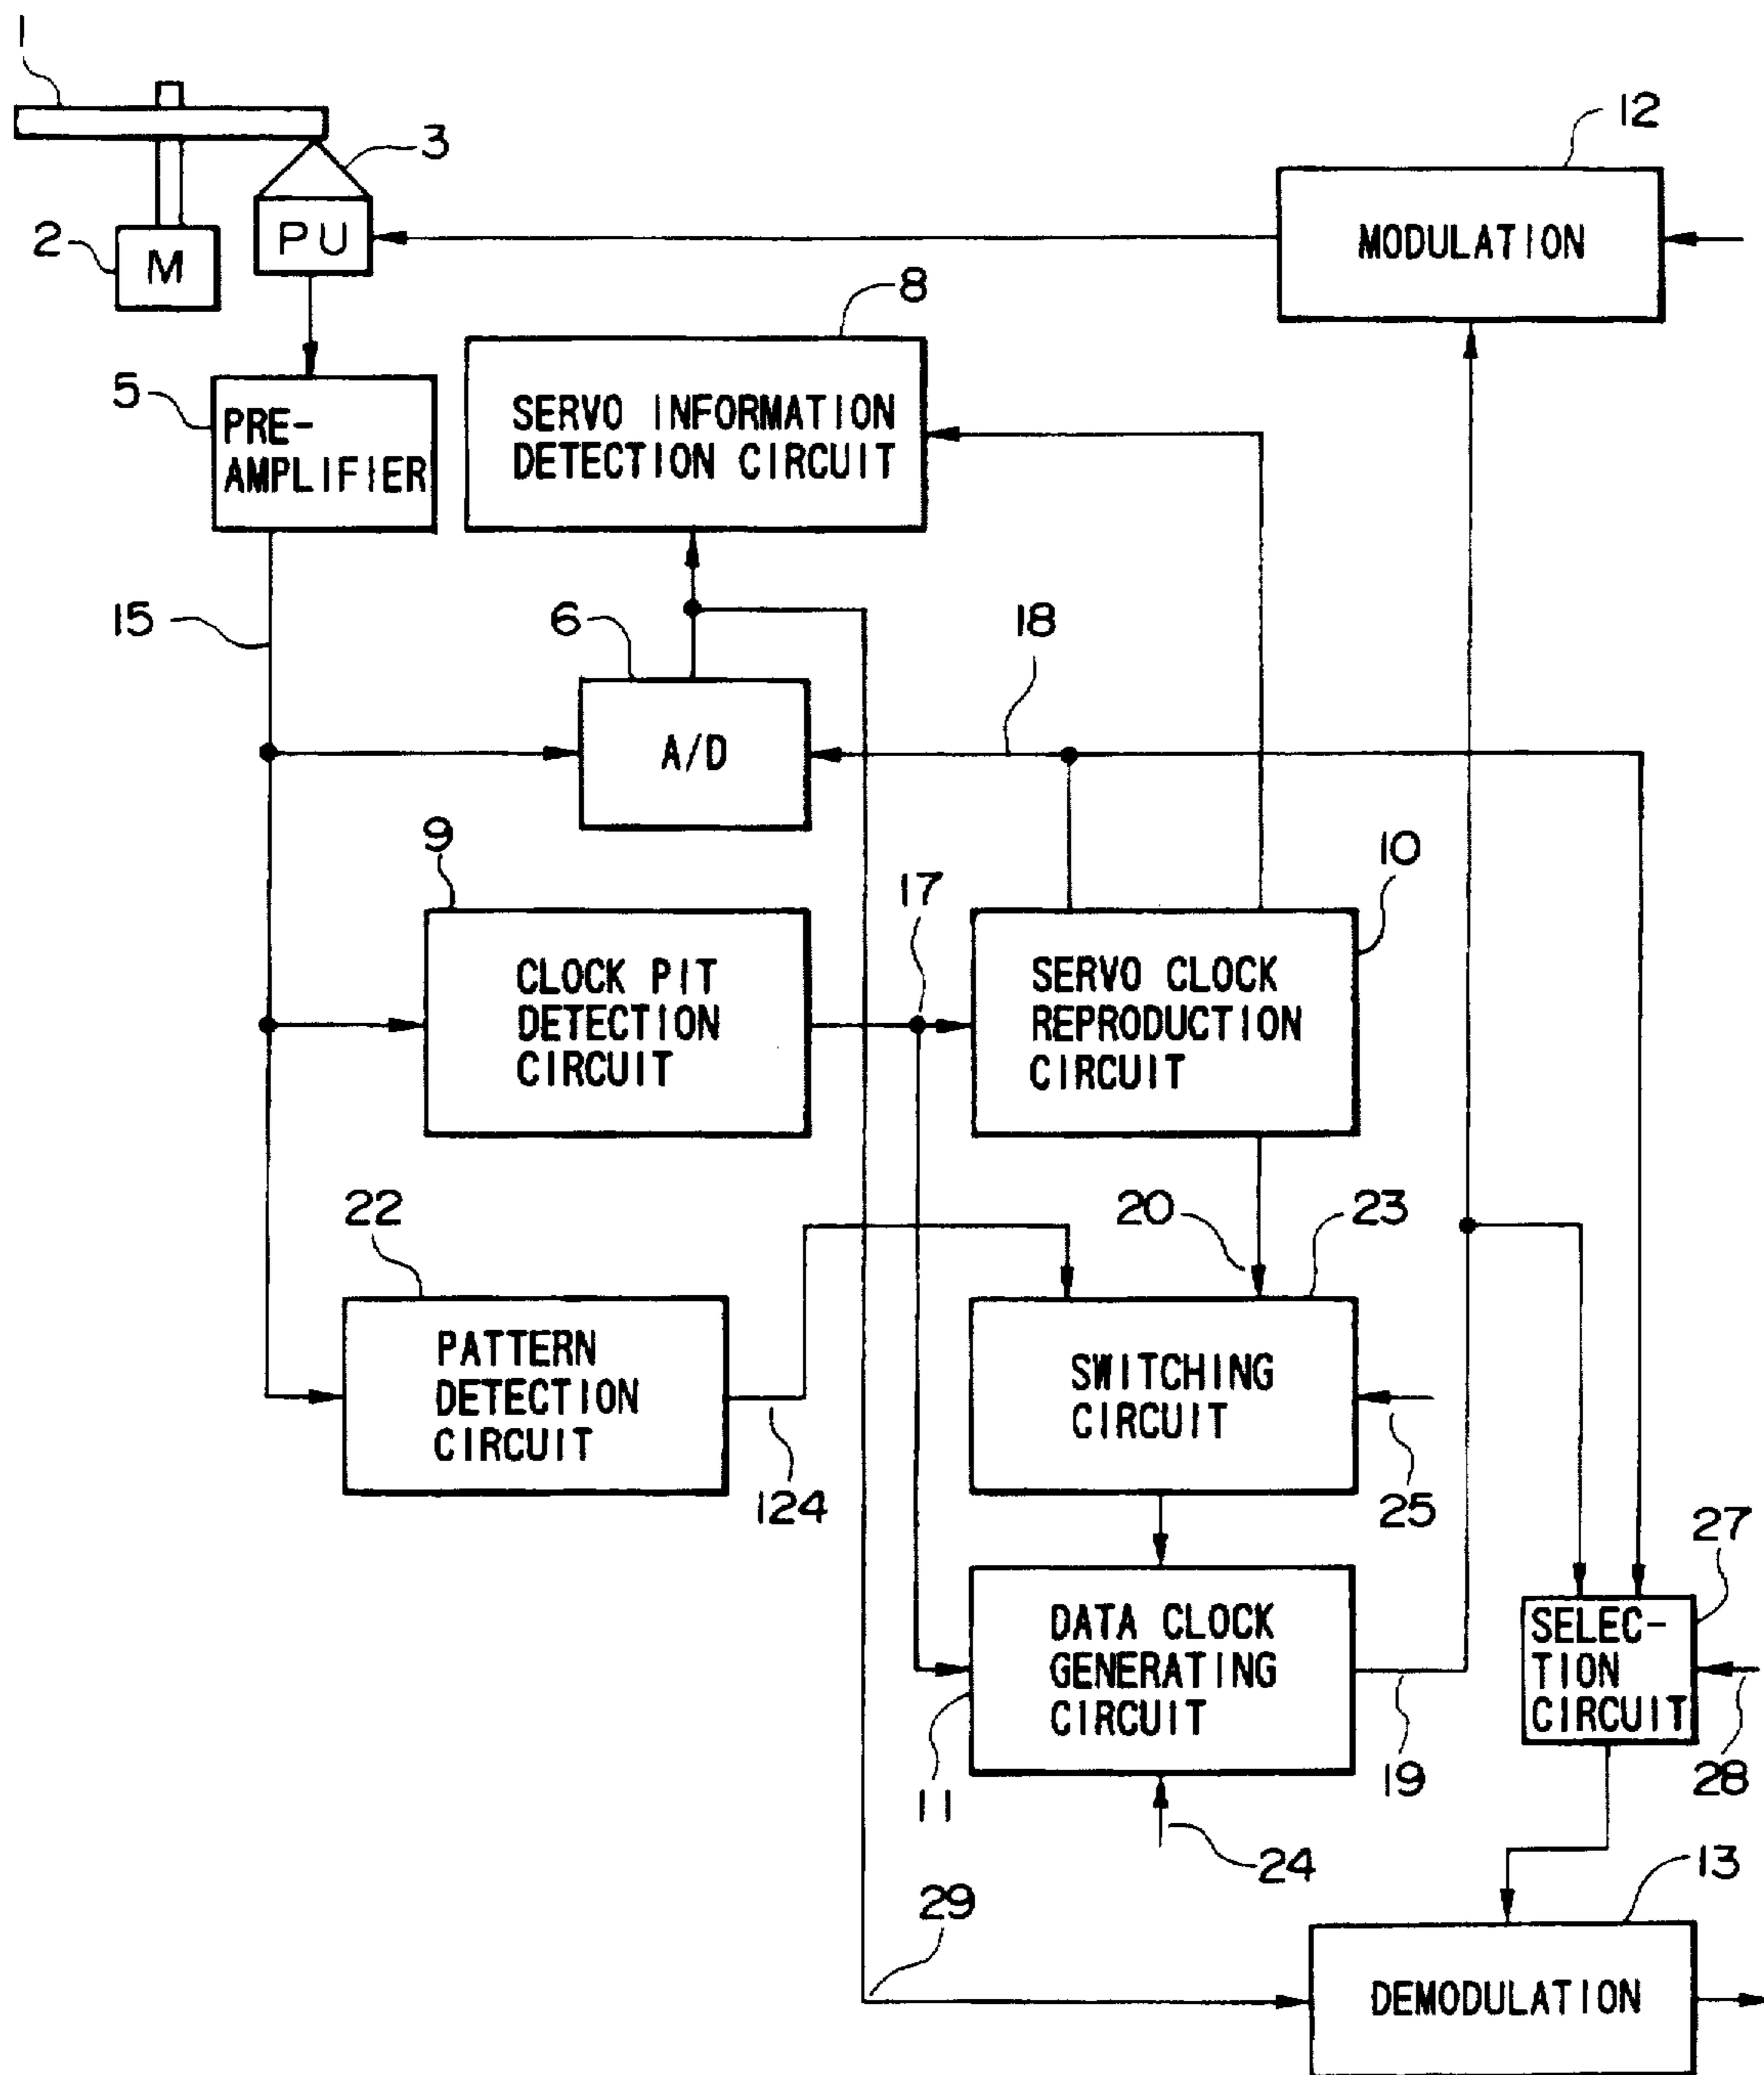 1
12
3
2
M
PU
MODULATION
8
5
PRE-
AMPLIFIER
SERVO INFORMATION
DETECTION CIRCUIT
15
6
18
A/D
9
17
10
CLOCK PIT
DETECTION
CIRCUIT
SERVO CLOCK
REPRODUCTION
CIRCUIT
22
20
23
PATTERN
DETECTION
CIRCUIT
SWITCHING
CIRCUIT
124
25
27
DATA CLOCK
GENERATING
CIRCUIT
SELEC-
TION
CIRCUIT
11
19
28
24
29
13
DEMODULATION